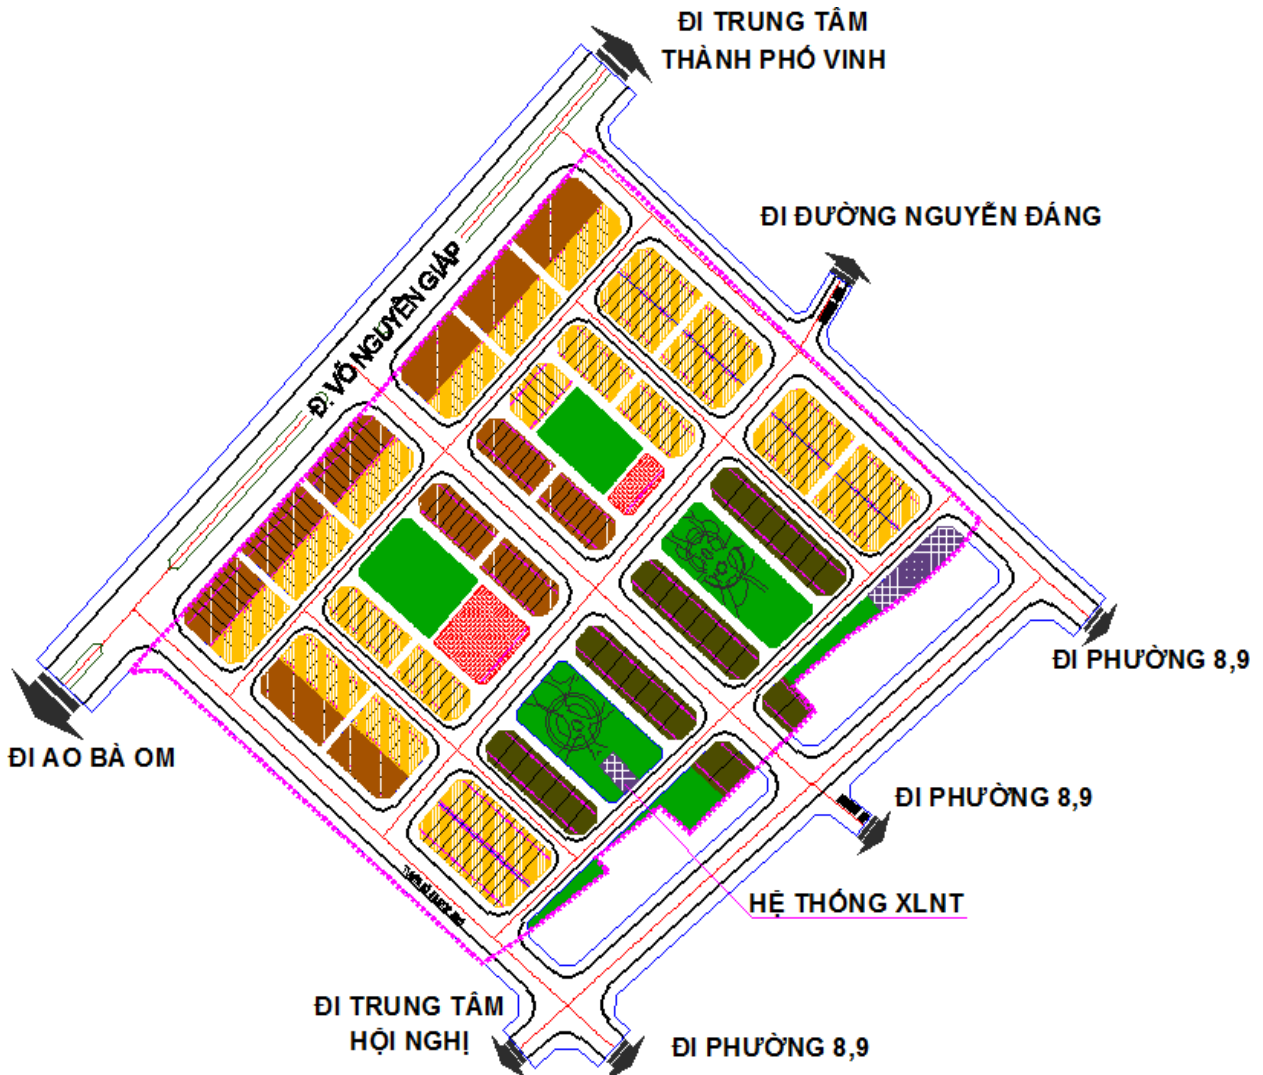 ĐI TRUNG TÂM
THÀNH PHỐ VINH
ĐI ĐƯỜNG NGUYỄN ĐÁNG
Đ. VÕ NGUYÊN GIÁP
ĐI PHƯỜNG 8,9
ĐI AO BÀ OM
ĐI PHƯỜNG 8,9
HỆ THỐNG XLNT
ĐI TRUNG TÂM
HỘI NGHỊ
ĐI PHƯỜNG 8,9